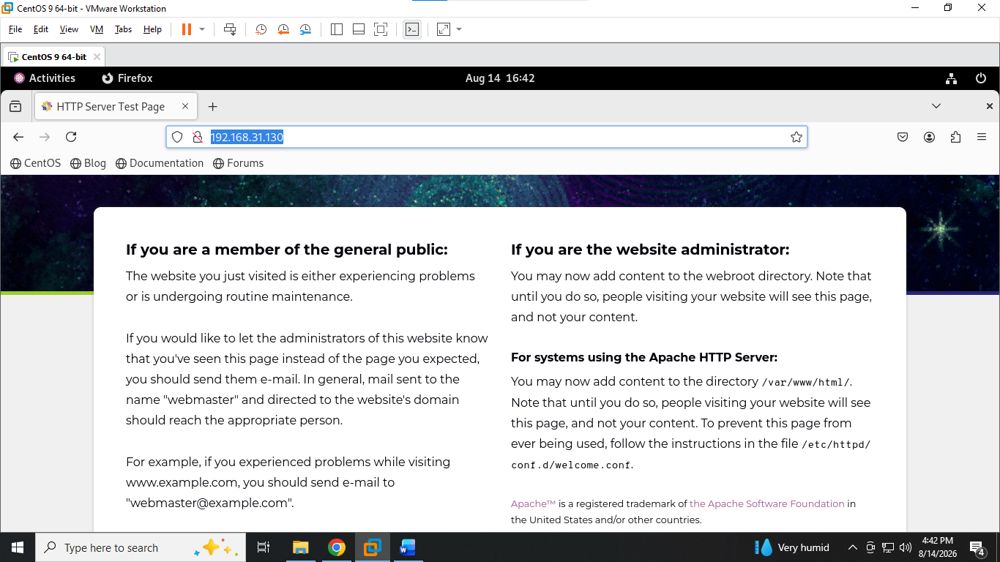 CentOS 9 64-bit - VMware Workstation
File Edit View VM Tabs Help
CentOS 9 64-bit
Activities Firefox Aug 14 16:42
HTTP Server Test Page
192.168.31.130
CentOS Blog Documentation Forums
If you are a member of the general public:
The website you just visited is either experiencing problems
or is undergoing routine maintenance.
If you would like to let the administrators of this website know
that you've seen this page instead of the page you expected,
you should send them e-mail. In general, mail sent to the
name "webmaster" and directed to the website's domain
should reach the appropriate person.
For example, if you experienced problems while visiting
www.example.com, you should send e-mail to
"webmaster@example.com".
If you are the website administrator:
You may now add content to the webroot directory. Note that
until you do so, people visiting your website will see this page,
and not your content.
For systems using the Apache HTTP Server:
You may now add content to the directory /var/www/html/.
Note that until you do so, people visiting your website will see
this page, and not your content. To prevent this page from
ever being used, follow the instructions in the file /etc/httpd/
conf.d/welcome.conf.
Apache™ is a registered trademark of the Apache Software Foundation in
the United States and/or other countries.
Type here to search
Very humid
4:42 PM
8/14/2026
4